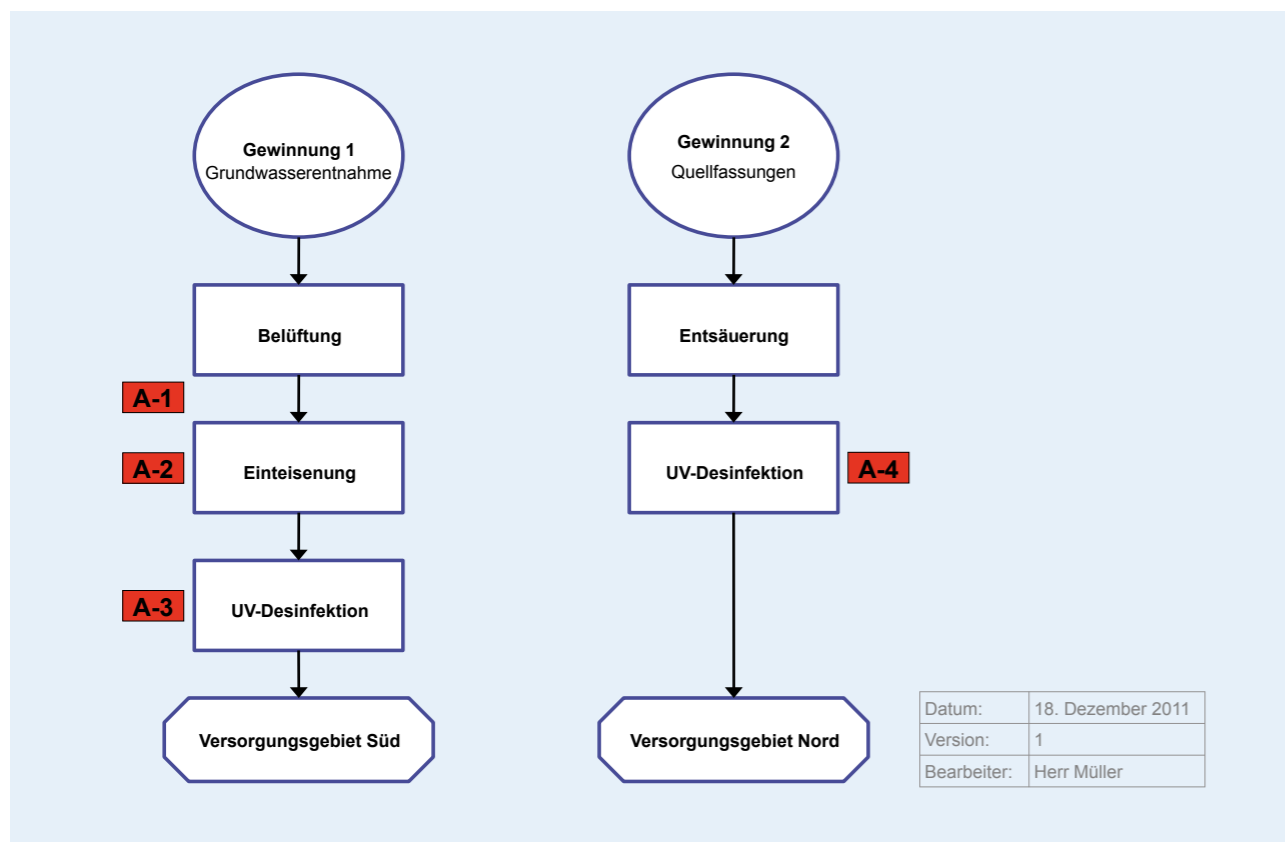 Gewinnung 1
Grundwasserentnahme
Belüftung
A-1
A-2
Einteisenung
A-3
UV-Desinfektion
Versorgungsgebiet Süd
Gewinnung 2
Quellfassungen
Entsäuerung
UV-Desinfektion
A-4
Versorgungsgebiet Nord
Datum: 18. Dezember 2011
Version: 1
Bearbeiter: Herr Müller